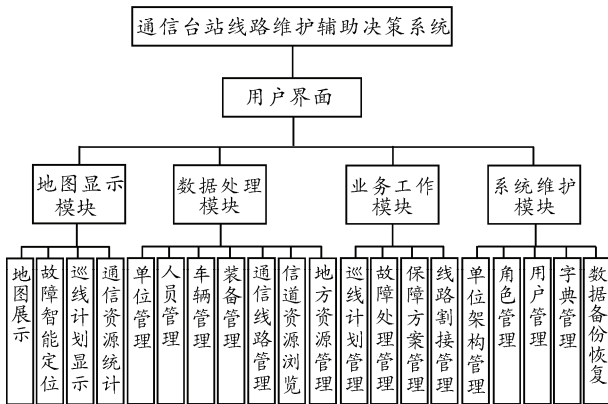 通信台站线路维护辅助决策系统
用户界面
地图显示
模块
数据处理
模块
业务工作
模块
系统维护
模块
地图展示
故障智能定位
巡线计划显示
通信资源统计
单位管理
人员管理
车辆管理
装备管理
通信线路管理
信道资源浏览
地方资源管理
巡线计划管理
故障处理管理
保障方案管理
线路割接管理
单位架构管理
角色管理
用户管理
字典管理
数据备份恢复